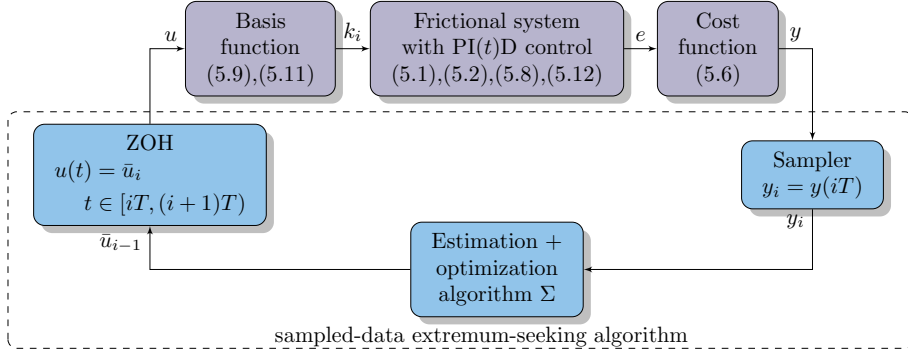 Basis
function
(5.9),(5.11)
Frictional system
with PI(t)D control
(5.1),(5.2),(5.8),(5.12)
Cost
function
(5.6)
u
k_i
e
y
ZOH
u(t) = ū_i
t ∈ [iT, (i + 1)T)
Sampler
y_i = y(iT)
y_i
ū_{i−1}
Estimation +
optimization
algorithm Σ
sampled-data extremum-seeking algorithm